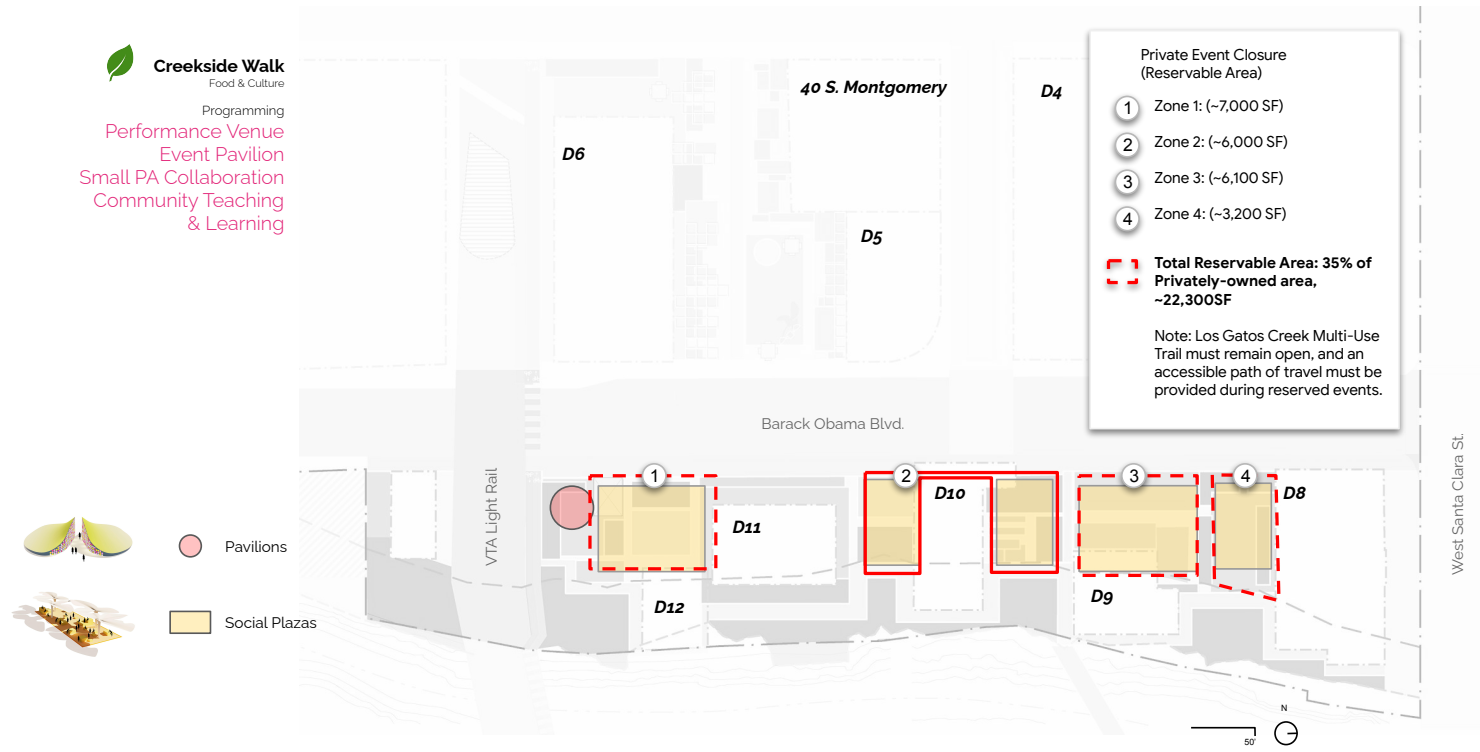 Creekside Walk
Food & Culture
Programming
Performance Venue
Event Pavilion
Small PA Collaboration
Community Teaching
& Learning
40 S. Montgomery
D4
D6
D5
Private Event Closure
(Reservable Area)
1 Zone 1: (~7,000 SF)
2 Zone 2: (~6,000 SF)
3 Zone 3: (~6,100 SF)
4 Zone 4: (~3,200 SF)
Total Reservable Area: 35% of
Privately-owned area,
~22,300SF
Note: Los Gatos Creek Multi-Use
Trail must remain open, and an
accessible path of travel must be
provided during reserved events.
Barack Obama Blvd.
VTA Light Rail
West Santa Clara St.
1
2
3
4
D10
D8
D11
D12
D9
Pavilions
Social Plazas
N
50'